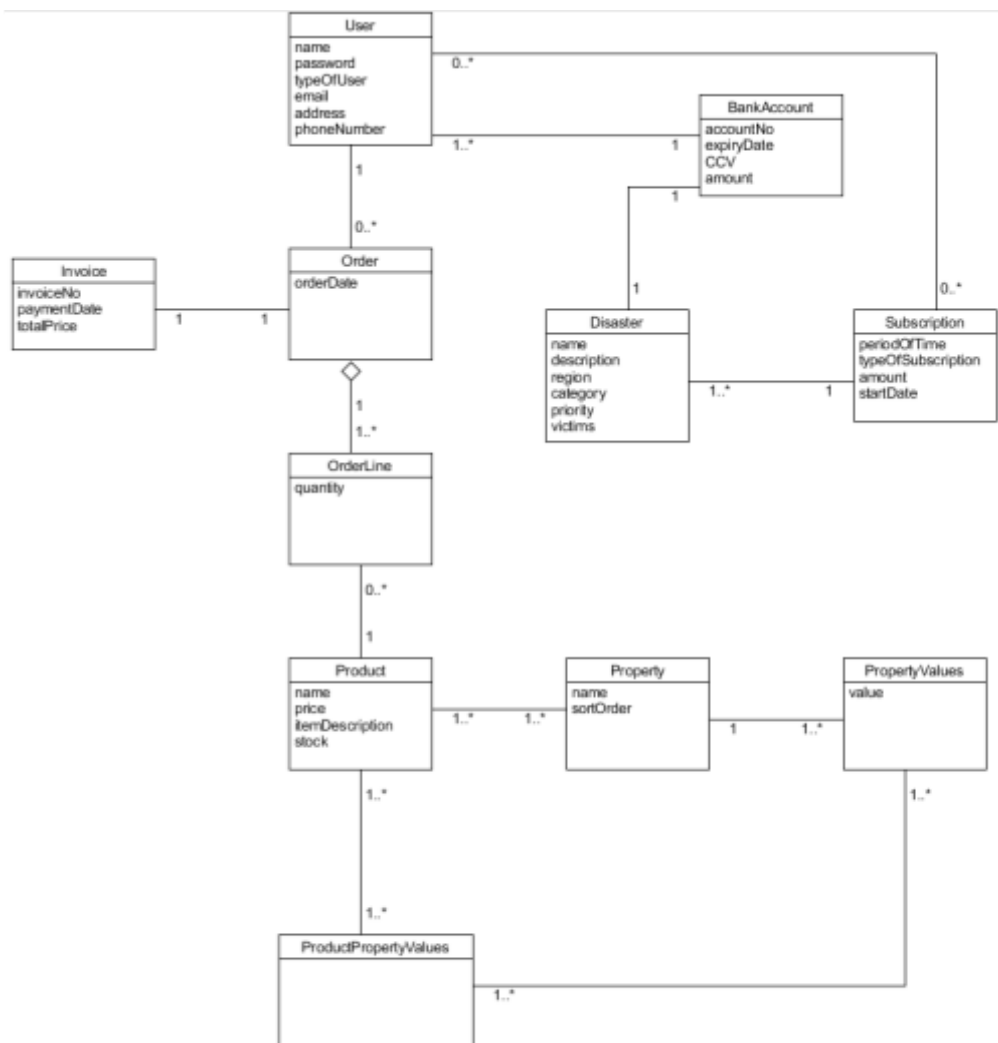 User
name
password
typeOfUser
email
address
phoneNumber
0..*
BankAccount
accountNo
expiryDate
CCV
amount
1..*
1
1
1
0..*
1
0..*
Invoice
invoiceNo
paymentDate
totalPrice
1
1
Order
orderDate
Disaster
name
description
region
category
priority
victims
1..*
1
Subscription
periodOfTime
typeOfSubscription
amount
startDate
1
1..*
OrderLine
quantity
0..*
1
Product
name
price
itemDescription
stock
1..*
1..*
Property
name
sortOrder
1
1..*
PropertyValues
value
1..*
1..*
1..*
ProductPropertyValues
1..*